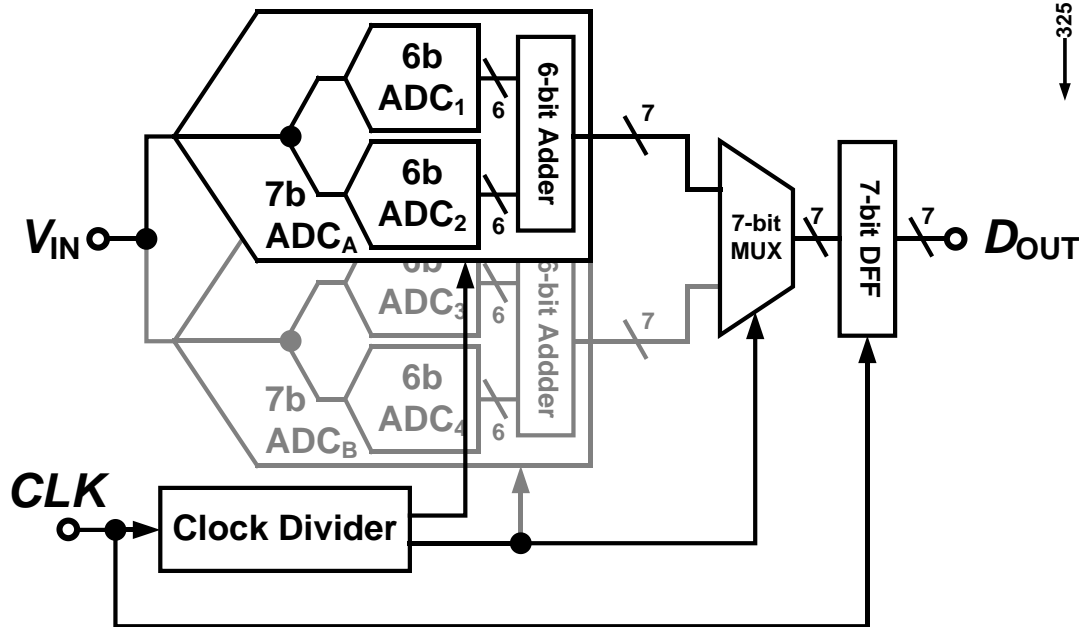 325
6b
ADC1
6
6-bit Adder
7
6b
ADC2
6
7b
ADCA
VIN
7-bit
MUX
7
7-bit DFF
7
DOUT
6b
ADC3
6
6-bit Addder
7
6b
ADC4
6
7b
ADCB
CLK
Clock Divider